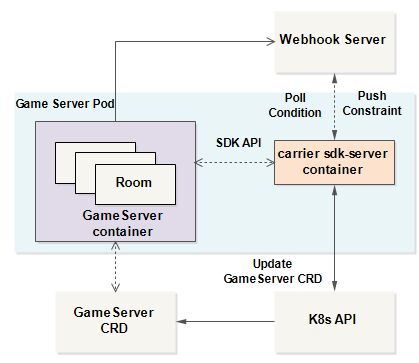 Webhook Server
Game Server Pod
Poll
Condition
Push
Constraint
SDK API
carrier sdk-server
container
Room
GameServer
container
Update
GameServer CRD
GameServer
CRD
K8s API